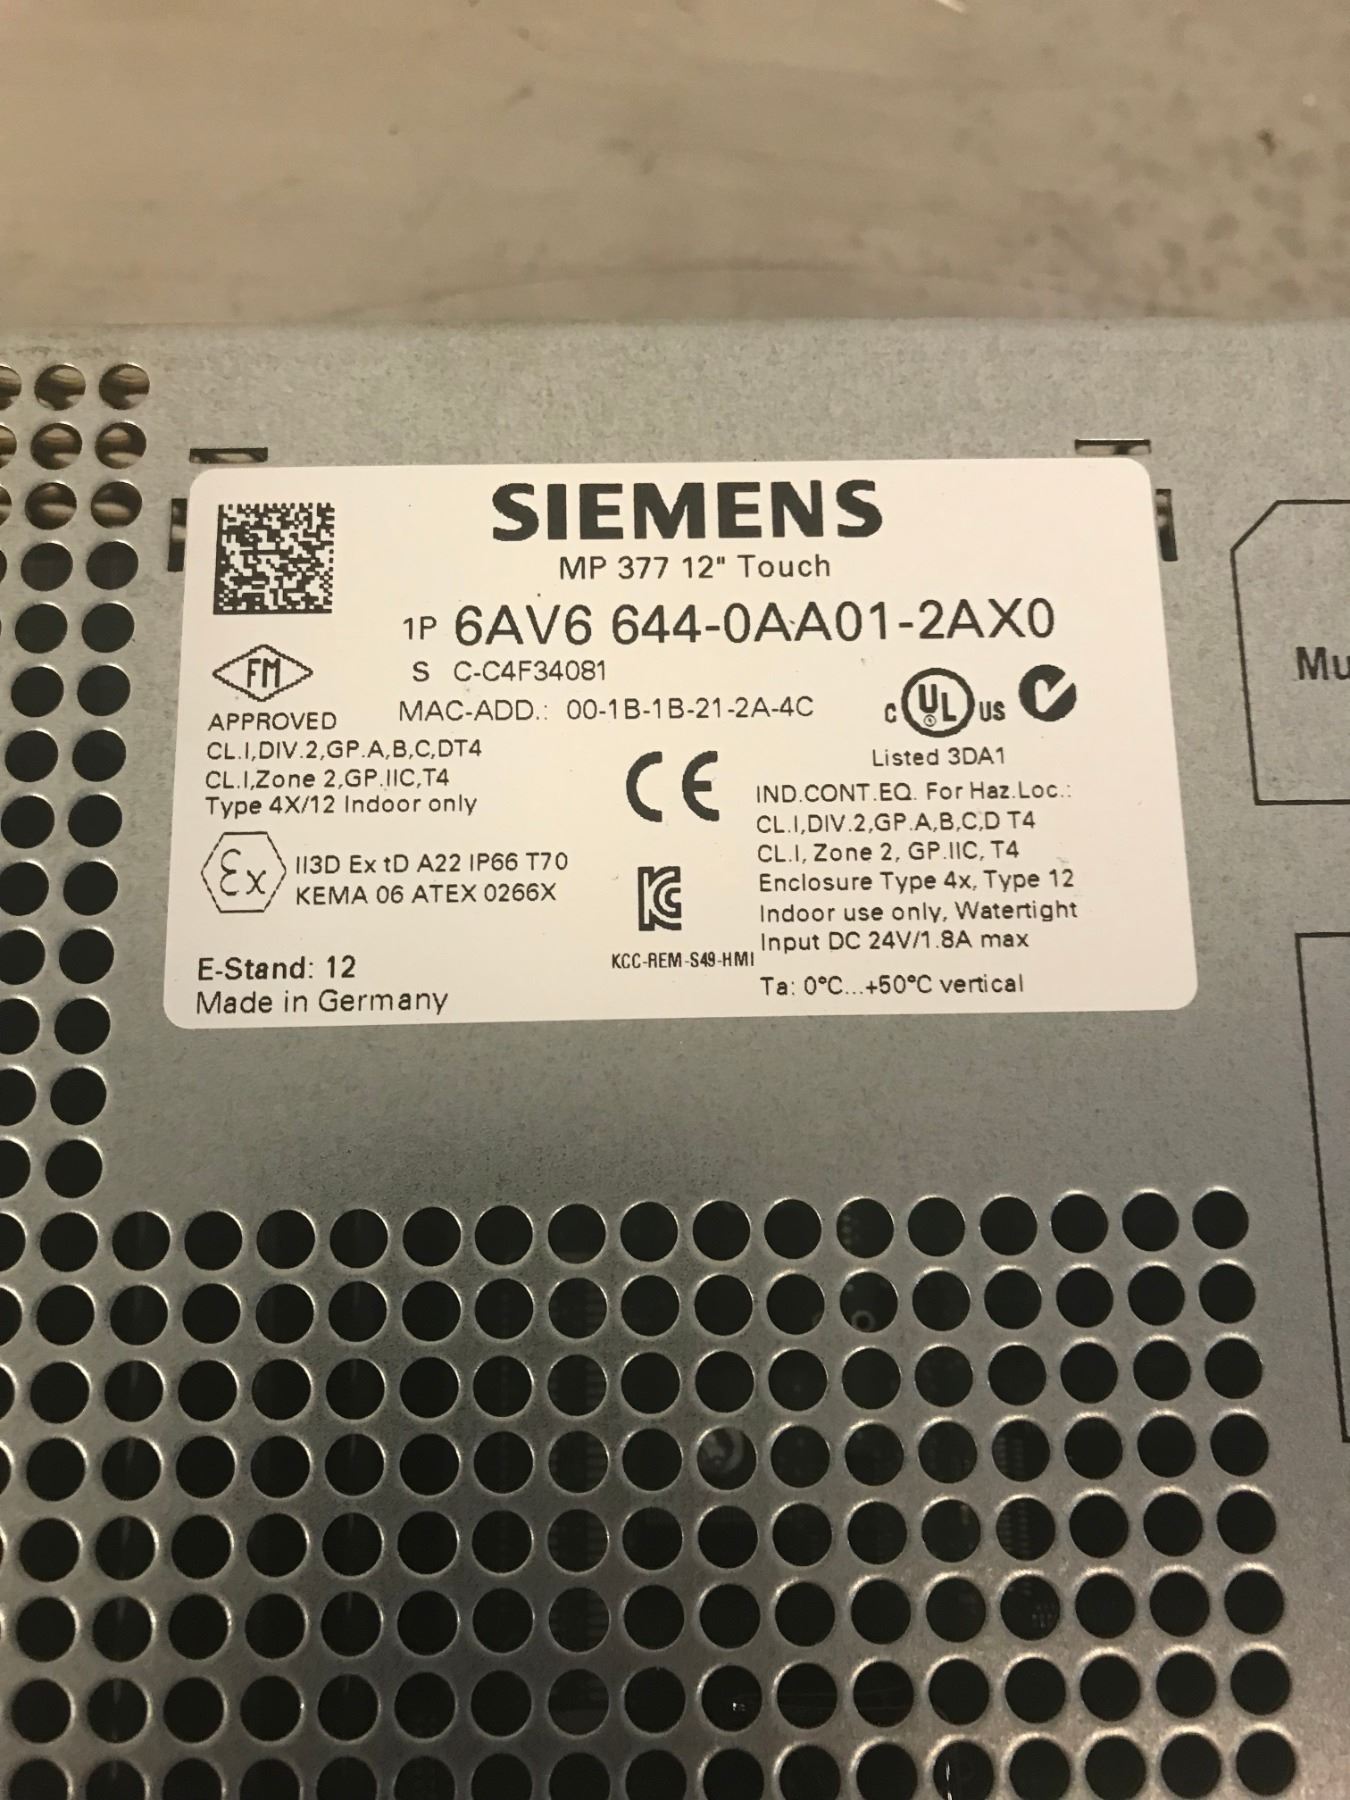 SIEMENS
MP 377 12" Touch
1P 6AV6 644-0AA01-2AX0
S C-C4F34081
MAC-ADD.: 00-1B-1B-21-2A-4C
FM
APPROVED
CL.I,DIV.2,GP.A,B,C,DT4
CL.I,Zone 2,GP.IIC,T4
Type 4X/12 Indoor only
C UL US
Listed 3DA1
CE
IND.CONT.EQ. For Haz.Loc.:
CL.I,DIV.2,GP.A,B,C,D T4
CL.I, Zone 2, GP.IIC, T4
Enclosure Type 4x, Type 12
Indoor use only, Watertight
Input DC 24V/1.8A max
Ta: 0°C...+50°C vertical
Ex II3D Ex tD A22 IP66 T70
KEMA 06 ATEX 0266X
KC
KCC-REM-S49-HMI
E-Stand: 12
Made in Germany
Mu